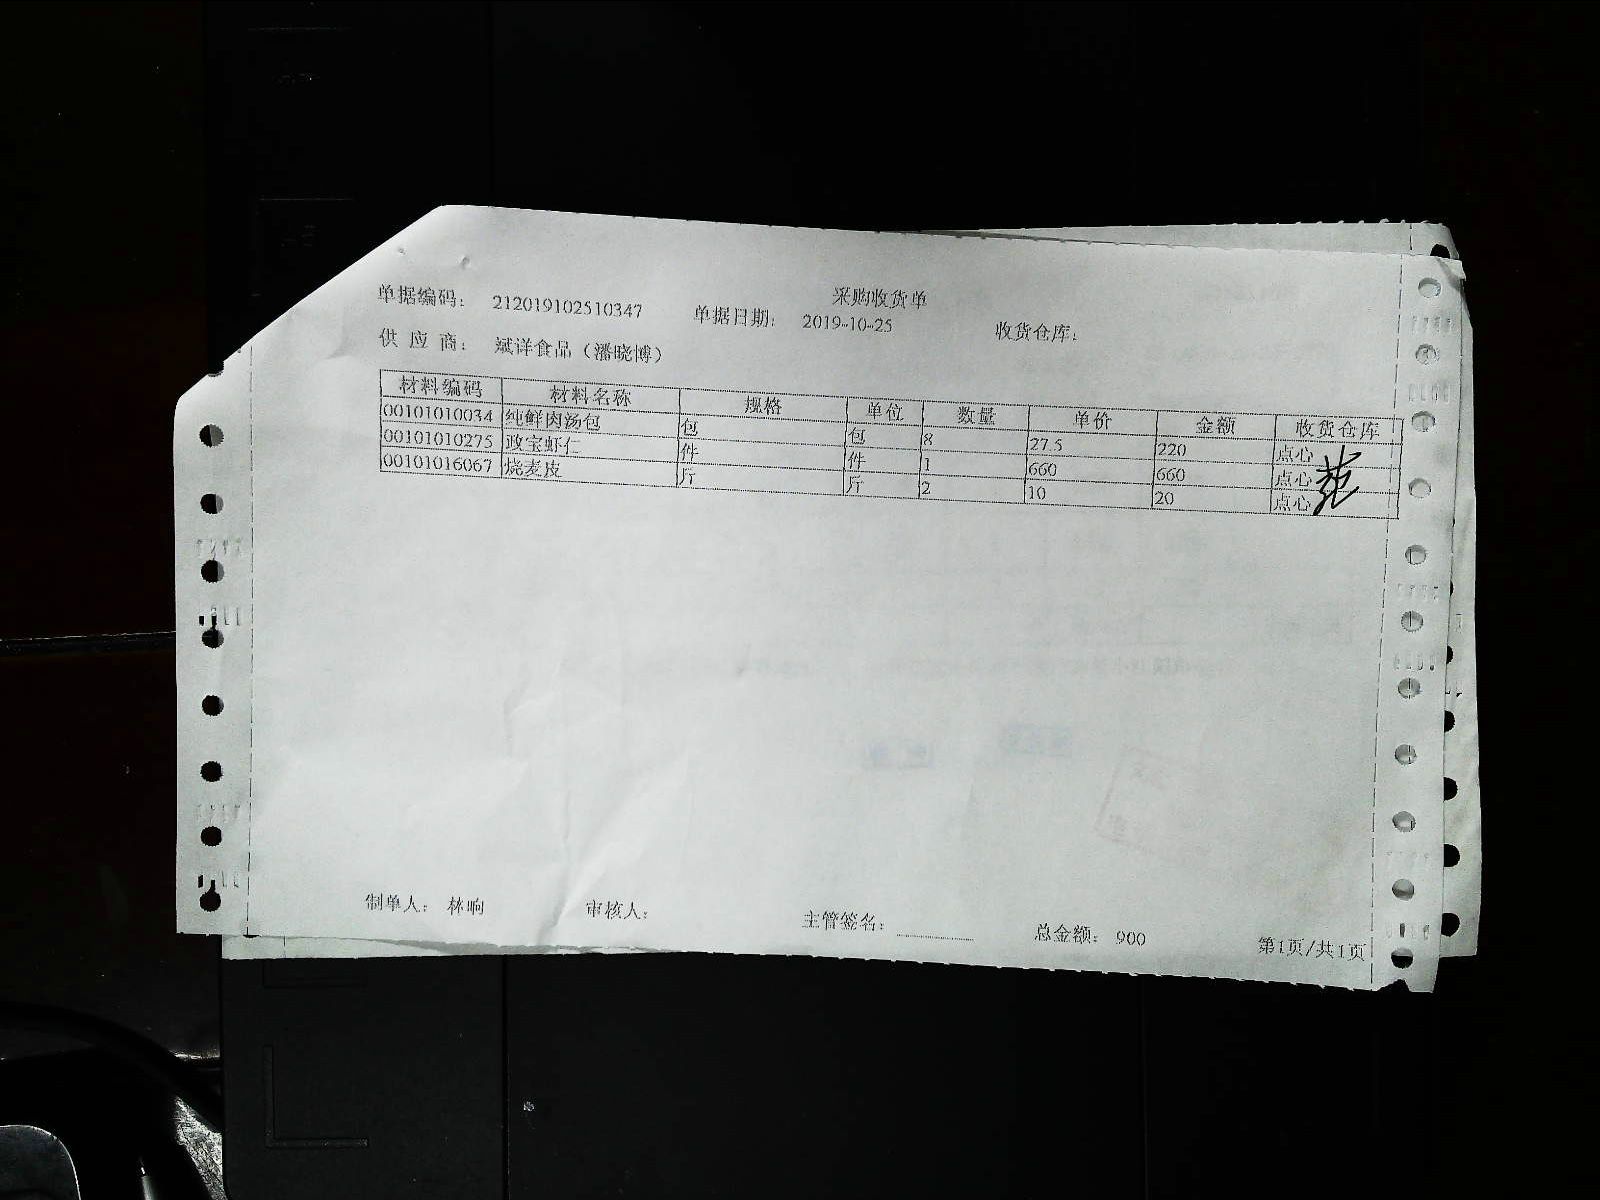 采购收货单
单据编码: 212019102510347 单据日期: 2019-10-25 收货仓库:
供应商: 斌详食品（潘晓博）
材料编码 材料名称 规格 单位 数量 单价 金额 收货仓库
00101010034 纯鲜肉汤包 包 包 8 27.5 220 点心
00101010275 政宝虾仁 件 件 1 660 660 点心
00101016067 烧麦皮 斤 斤 2 10 20 点心
制单人: 林响 审核人: 主管签名: 总金额: 900 第1页/共1页